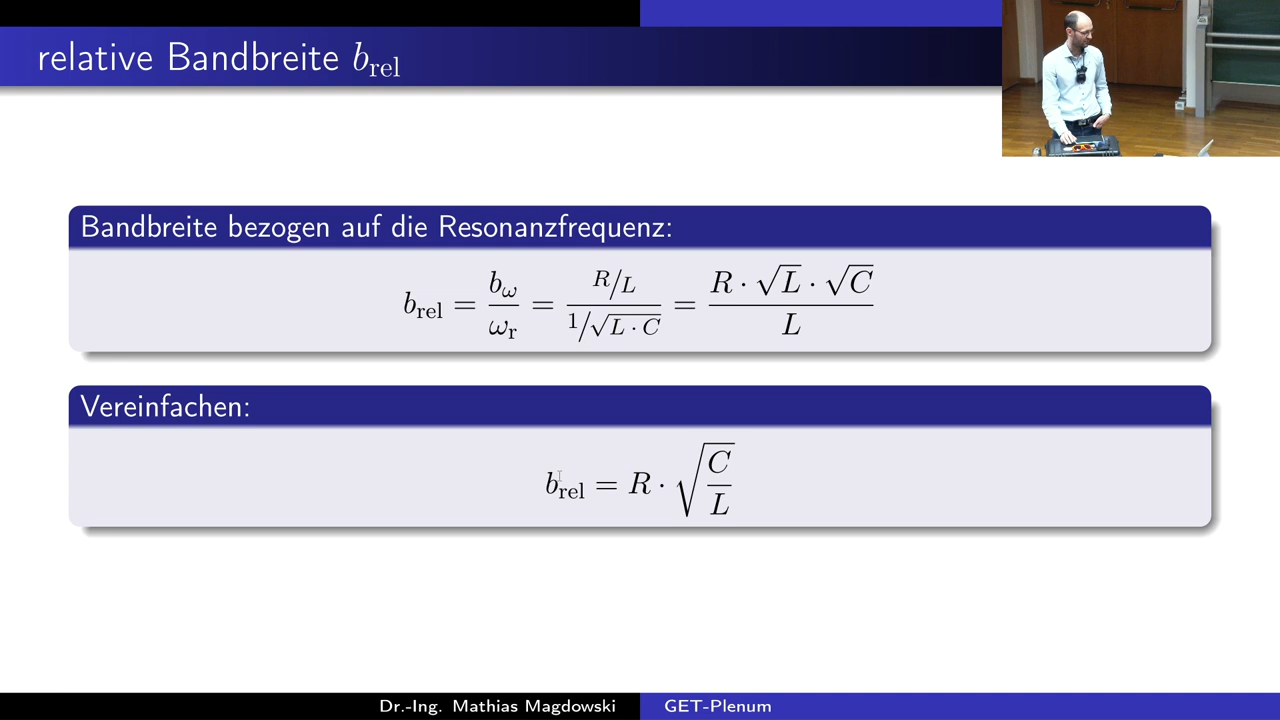 relative Bandbreite b_rel
Bandbreite bezogen auf die Resonanzfrequenz:
b_rel = b_ω / ω_r = (R/L) / (1/√(L · C)) = (R · √L · √C) / L
Vereinfachen:
b_rel = R · √(C/L)
Dr.-Ing. Mathias Magdowski GET-Plenum